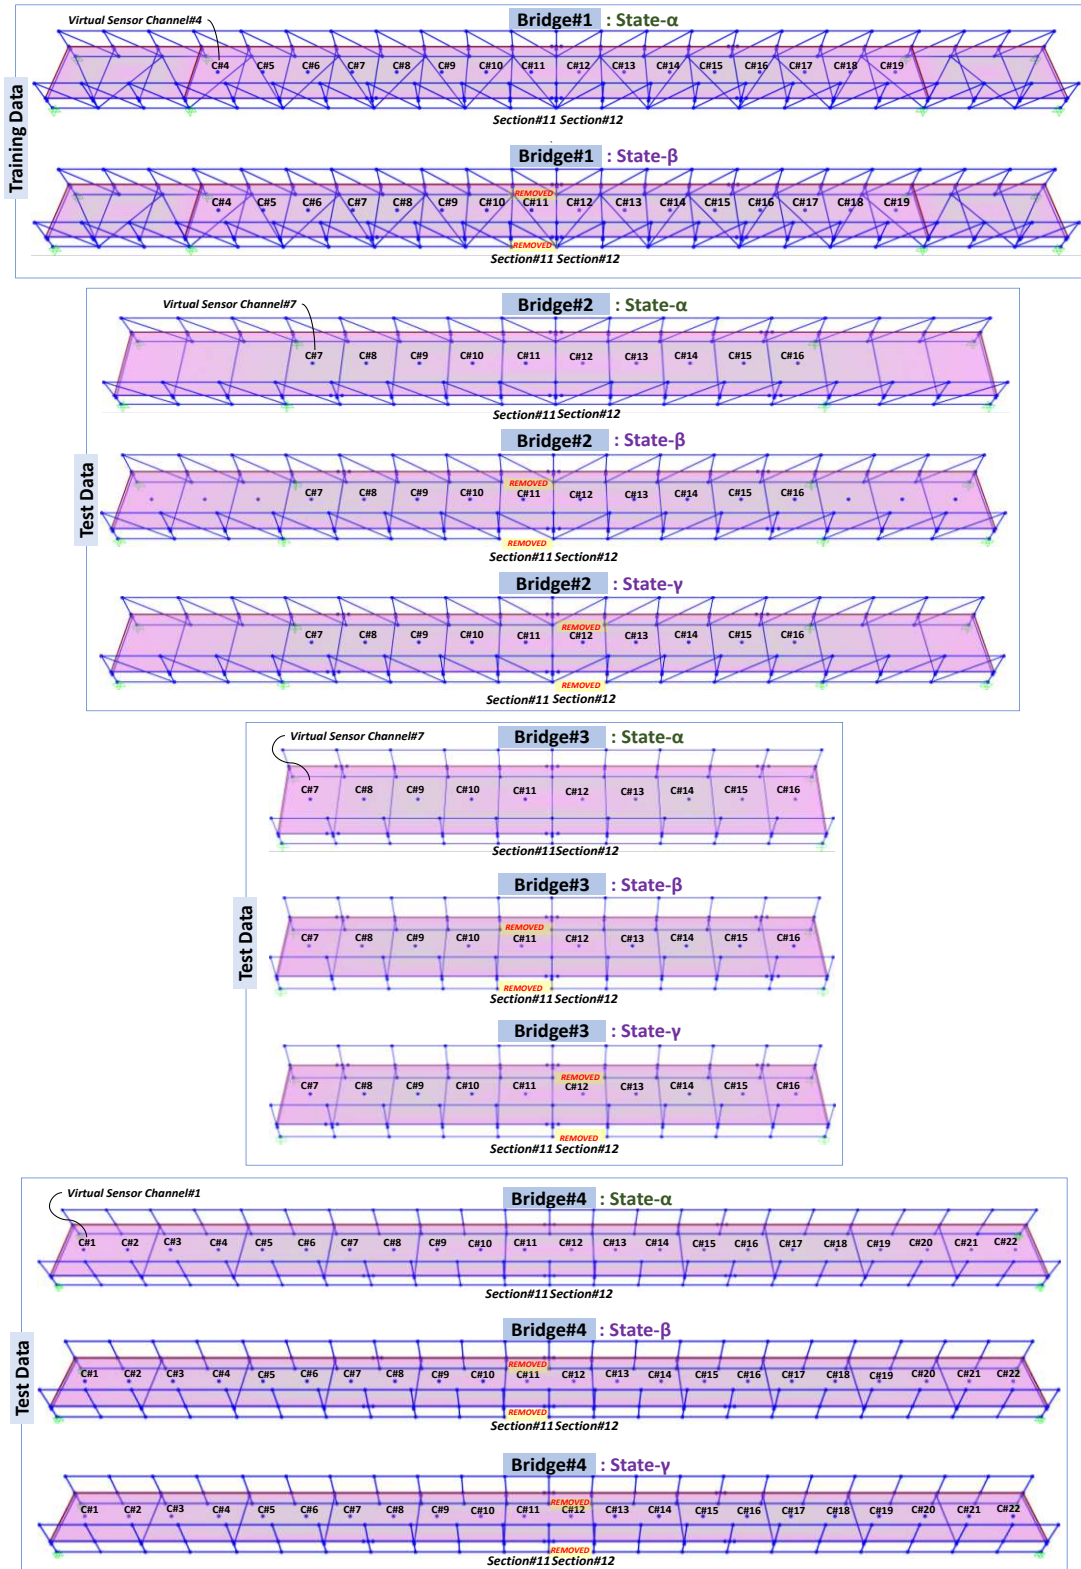 Training Data
Bridge#1 : State-α
Virtual Sensor Channel#4
C#4 C#5 C#6 C#7 C#8 C#9 C#10 C#11 C#12 C#13 C#14 C#15 C#16 C#17 C#18 C#19
Section#11 Section#12
Bridge#1 : State-β
REMOVED
C#4 C#5 C#6 C#7 C#8 C#9 C#10 C#11 C#12 C#13 C#14 C#15 C#16 C#17 C#18 C#19
REMOVED
Section#11 Section#12
Test Data
Bridge#2 : State-α
Virtual Sensor Channel#7
C#7 C#8 C#9 C#10 C#11 C#12 C#13 C#14 C#15 C#16
Section#11 Section#12
Bridge#2 : State-β
REMOVED
C#7 C#8 C#9 C#10 C#11 C#12 C#13 C#14 C#15 C#16
REMOVED
Section#11 Section#12
Bridge#2 : State-γ
REMOVED
C#7 C#8 C#9 C#10 C#11 C#12 C#13 C#14 C#15 C#16
REMOVED
Section#11 Section#12
Test Data
Bridge#3 : State-α
Virtual Sensor Channel#7
C#7 C#8 C#9 C#10 C#11 C#12 C#13 C#14 C#15 C#16
Section#11 Section#12
Bridge#3 : State-β
REMOVED
C#7 C#8 C#9 C#10 C#11 C#12 C#13 C#14 C#15 C#16
REMOVED
Section#11 Section#12
Bridge#3 : State-γ
REMOVED
C#7 C#8 C#9 C#10 C#11 C#12 C#13 C#14 C#15 C#16
REMOVED
Section#11 Section#12
Test Data
Bridge#4 : State-α
Virtual Sensor Channel#1
C#1 C#2 C#3 C#4 C#5 C#6 C#7 C#8 C#9 C#10 C#11 C#12 C#13 C#14 C#15 C#16 C#17 C#18 C#19 C#20 C#21 C#22
Section#11 Section#12
Bridge#4 : State-β
REMOVED
C#1 C#2 C#3 C#4 C#5 C#6 C#7 C#8 C#9 C#10 C#11 C#12 C#13 C#14 C#15 C#16 C#17 C#18 C#19 C#20 C#21 C#22
REMOVED
Section#11 Section#12
Bridge#4 : State-γ
REMOVED
C#1 C#2 C#3 C#4 C#5 C#6 C#7 C#8 C#9 C#10 C#11 C#12 C#13 C#14 C#15 C#16 C#17 C#18 C#19 C#20 C#21 C#22
REMOVED
Section#11 Section#12